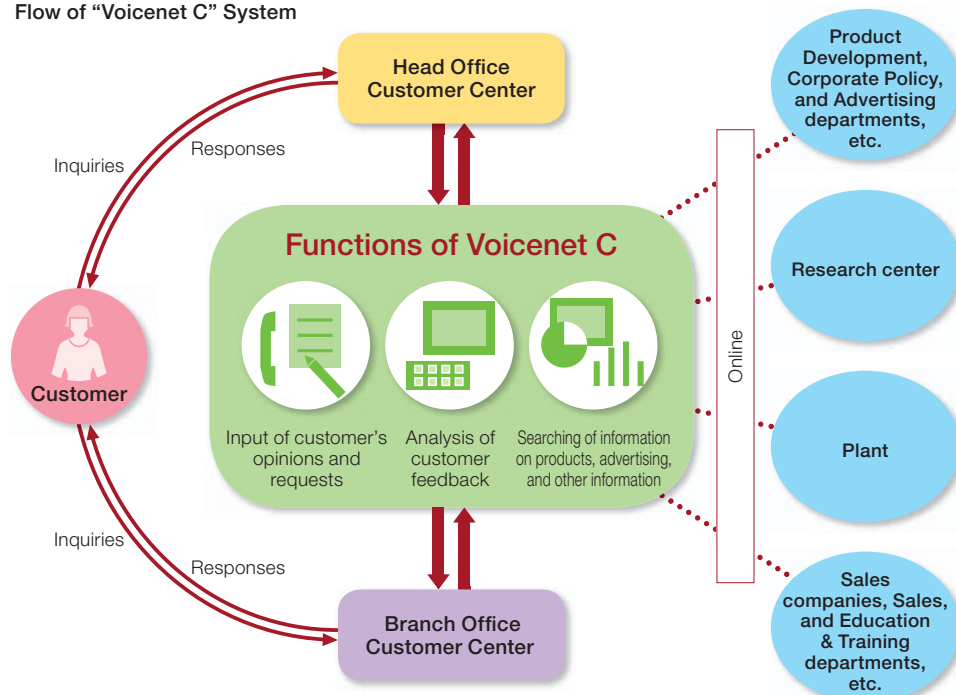 Flow of “Voicenet C” System
Head Office
Customer Center
Product
Development,
Corporate Policy,
and Advertising
departments,
etc.
Inquiries
Responses
Functions of Voicenet C
Research center
Customer
Online
Input of customer’s
opinions and
requests
Analysis of
customer
feedback
Searching of information
on products, advertising,
and other information
Plant
Inquiries
Responses
Branch Office
Customer Center
Sales
companies, Sales,
and Education
& Training
departments,
etc.